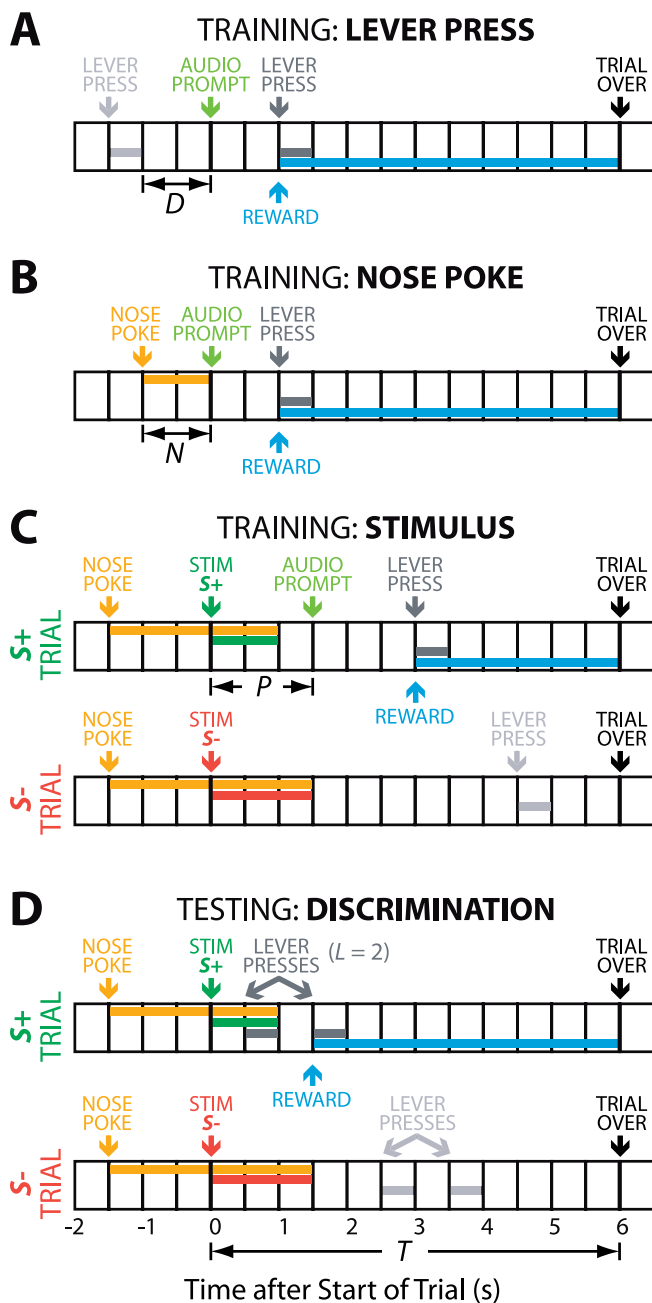 A TRAINING: LEVER PRESS
LEVER PRESS
AUDIO PROMPT
LEVER PRESS
TRIAL OVER
D
REWARD
B TRAINING: NOSE POKE
NOSE POKE
AUDIO PROMPT
LEVER PRESS
TRIAL OVER
N
REWARD
C TRAINING: STIMULUS
NOSE POKE
STIM S+
AUDIO PROMPT
LEVER PRESS
TRIAL OVER
S+ TRIAL
P
REWARD
NOSE POKE
STIM S-
LEVER PRESS
TRIAL OVER
S- TRIAL
D TESTING: DISCRIMINATION
NOSE POKE
STIM S+
LEVER PRESSES
(L = 2)
TRIAL OVER
S+ TRIAL
REWARD
NOSE POKE
STIM S-
LEVER PRESSES
TRIAL OVER
S- TRIAL
-2 -1 0 1 2 3 4 5 6
T
Time after Start of Trial (s)